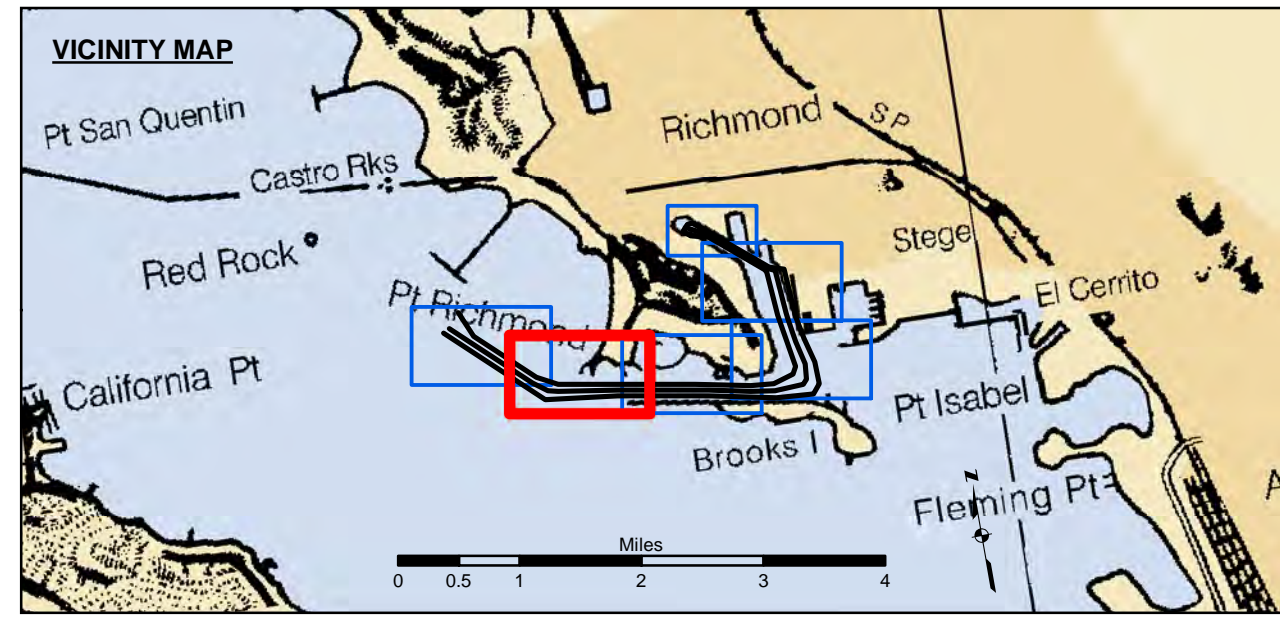 VICINITY MAP
Pt San Quentin
Richmond
S P
Castro Rks
Stege
Red Rock
El Cerrito
Pt Richmond
California Pt
Pt Isabel
Brooks I
Fleming Pt
N
A
Miles
0 0.5 1 2 3 4